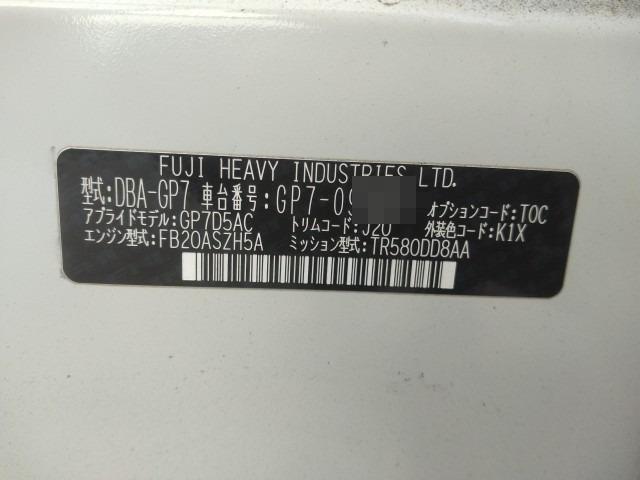 FUJI HEAVY INDUSTRIES LTD.
型式:DBA-GP7 車台番号:GP7-09
アプライドモデル:GP7D5AC トリムコード:J20 オプションコード:TOC
エンジン型式:FB20ASZH5A ミッション型式:TR580DD8AA 外装色コード:K1X